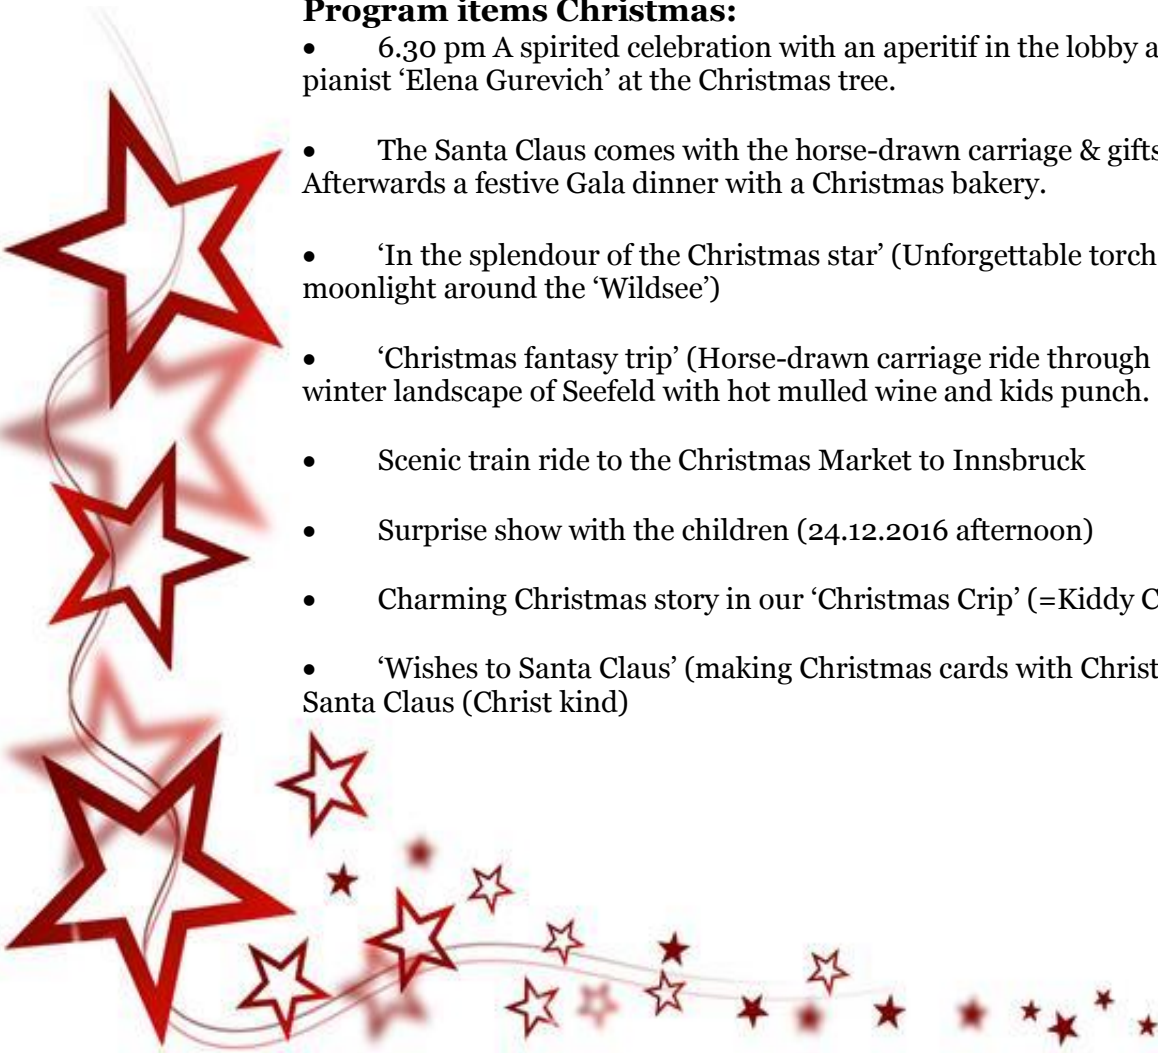 Program items Christmas:
• 6.30 pm A spirited celebration with an aperitif in the lobby a
pianist ‘Elena Gurevich’ at the Christmas tree.
• The Santa Claus comes with the horse-drawn carriage & gifts
Afterwards a festive Gala dinner with a Christmas bakery.
• ‘In the splendour of the Christmas star’ (Unforgettable torch
moonlight around the ‘Wildsee’)
• ‘Christmas fantasy trip’ (Horse-drawn carriage ride through
winter landscape of Seefeld with hot mulled wine and kids punch.
• Scenic train ride to the Christmas Market to Innsbruck
• Surprise show with the children (24.12.2016 afternoon)
• Charming Christmas story in our ‘Christmas Crip’ (=Kiddy C
• ‘Wishes to Santa Claus’ (making Christmas cards with Christ
Santa Claus (Christ kind)